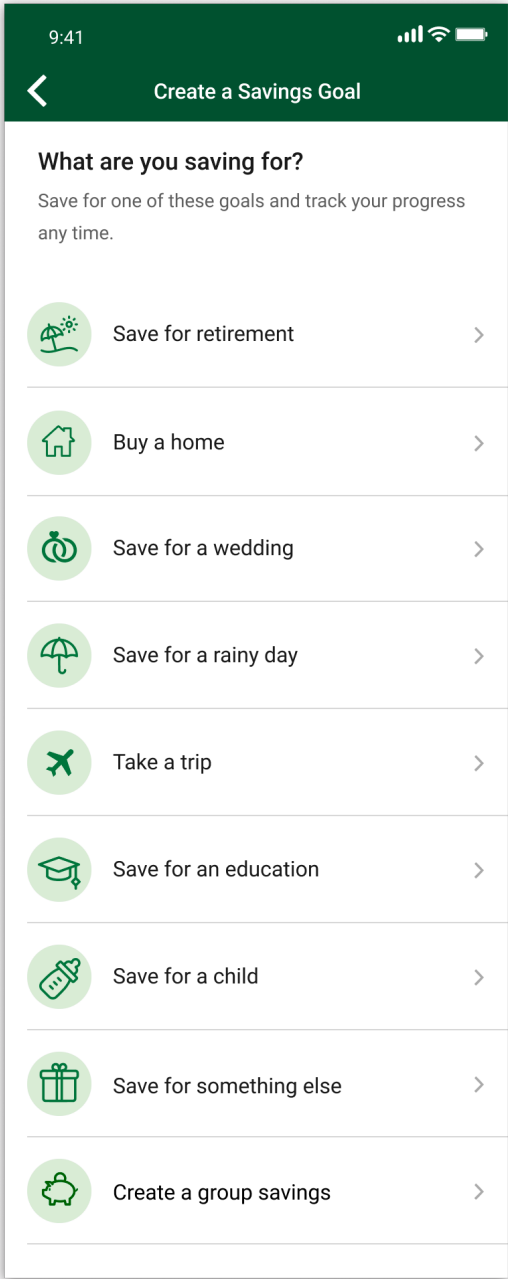 9:41
Create a Savings Goal
What are you saving for?
Save for one of these goals and track your progress
any time.
Save for retirement
Buy a home
Save for a wedding
Save for a rainy day
Take a trip
Save for an education
Save for a child
Save for something else
Create a group savings